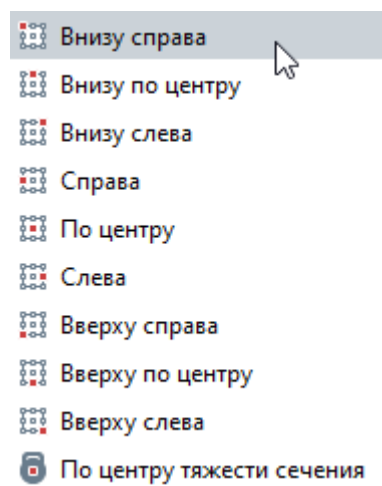 Внизу справа
Внизу по центру
Внизу слева
Справа
По центру
Слева
Вверху справа
Вверху по центру
Вверху слева
По центру тяжести сечения